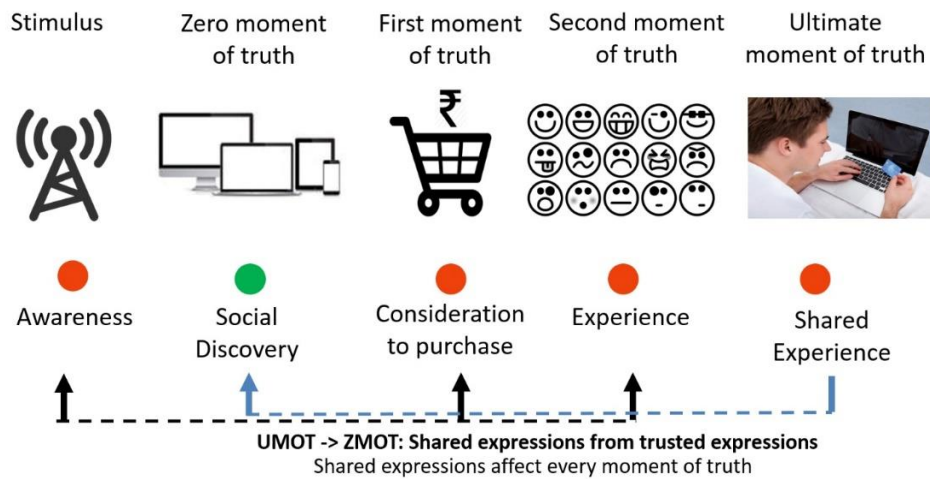 Stimulus
Zero moment
of truth
First moment
of truth
Second moment
of truth
Ultimate
moment of truth
₹
Awareness
Social
Discovery
Consideration
to purchase
Experience
Shared
Experience
UMOT -> ZMOT: Shared expressions from trusted expressions
Shared expressions affect every moment of truth